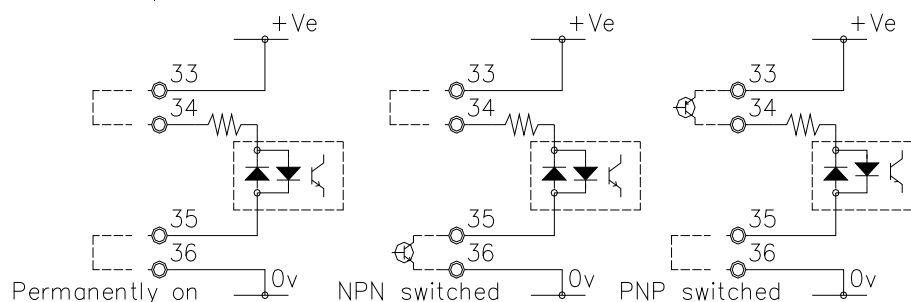 +Ve +Ve +Ve
33 33 33
34 34 34
35 35 35
36 36 36
0v 0v 0v
Permanently on NPN switched PNP switched